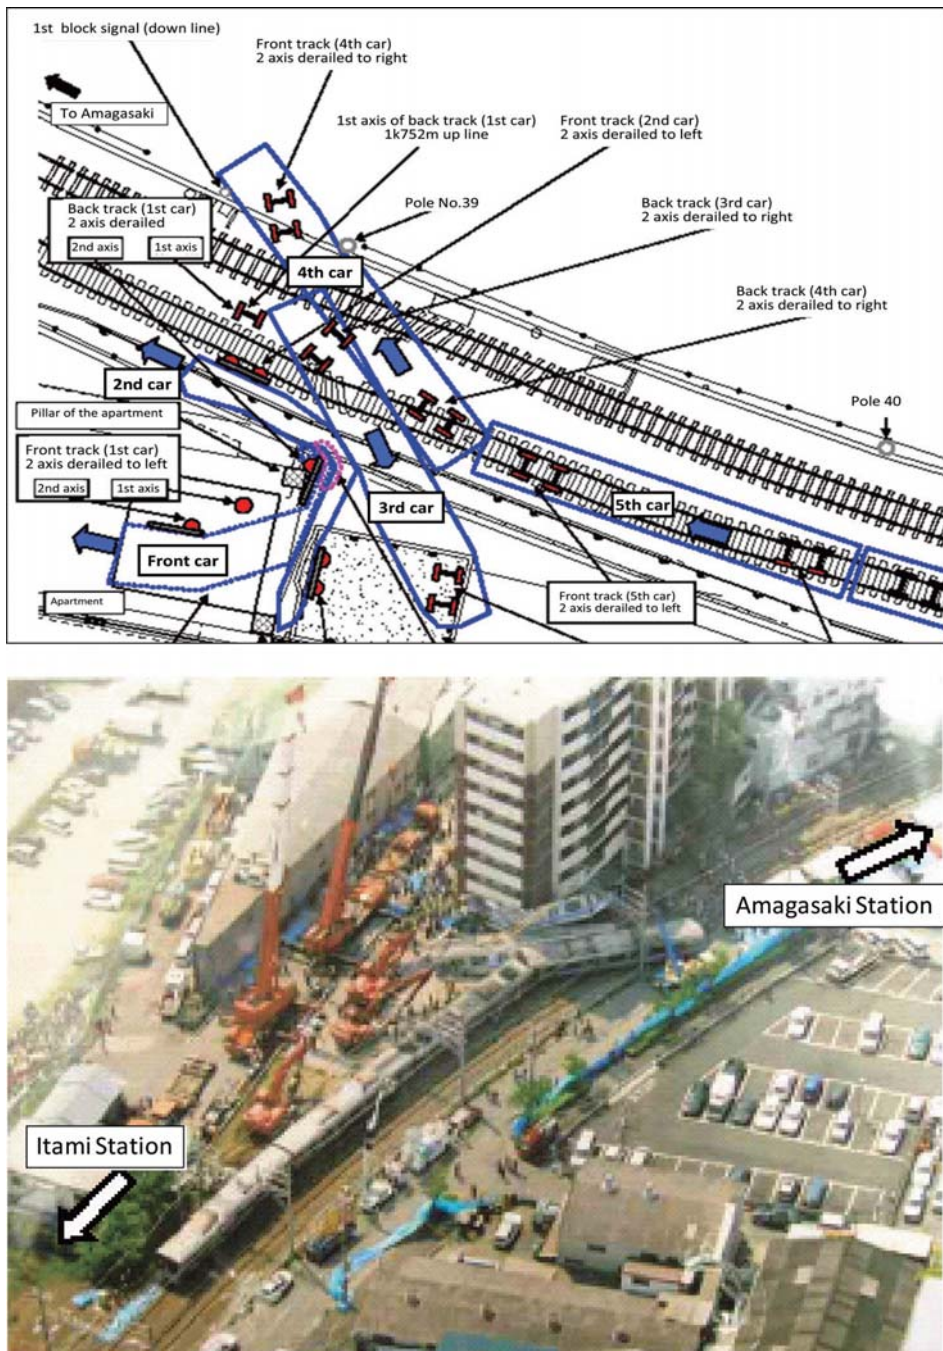 1st block signal (down line)
Front track (4th car)
2 axis derailed to right
To Amagasaki
1st axis of back track (1st car)
1k752m up line
Front track (2nd car)
2 axis derailed to left
Back track (1st car)
2 axis derailed
2nd axis
1st axis
Pole No.39
Back track (3rd car)
2 axis derailed to right
4th car
Back track (4th car)
2 axis derailed to right
2nd car
Pillar of the apartment
Pole 40
Front track (1st car)
2 axis derailed to left
2nd axis
1st axis
3rd car
5th car
Front car
Front track (5th car)
2 axis derailed to left
Apartment
Amagasaki Station
Itami Station